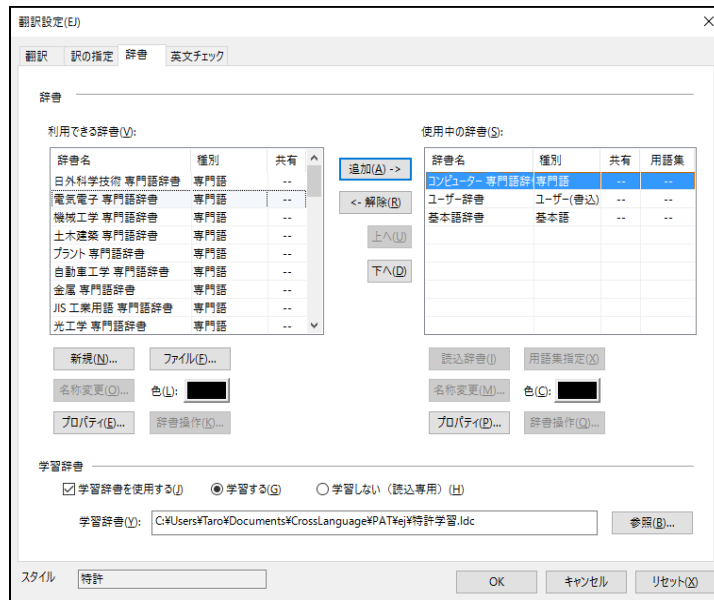 翻訳設定(EJ)
翻訳 訳の指定 辞書 英文チェック
辞書
利用できる辞書(V):
辞書名 種別 共有
日外科学技術 専門語辞書 専門語 --
電気電子 専門語辞書 専門語 --
機械工学 専門語辞書 専門語 --
土木建築 専門語辞書 専門語 --
プラント 専門語辞書 専門語 --
自動車工学 専門語辞書 専門語 --
金属 専門語辞書 専門語 --
JIS 工業用語 専門語辞書 専門語 --
光工学 専門語辞書 専門語 --
追加(A) ->
<- 解除(R)
上へ(U)
下へ(D)
使用中の辞書(S):
辞書名 種別 共有 用語集
コンピューター 専門語辞 専門語 -- --
ユーザー辞書 ユーザー(書込) -- --
基本語辞書 基本語 -- --
新規(N)... ファイル(F)...
名称変更(O)... 色(L):
プロパティ(E)... 辞書操作(K)...
読込辞書(I) 用語集指定(X)
名称変更(M)... 色(C):
プロパティ(P)... 辞書操作(Q)...
学習辞書
学習辞書を使用する(J) 学習する(G) 学習しない（読込専用）(H)
学習辞書(Y): C:¥Users¥Taro¥Documents¥CrossLanguage¥PAT¥ej¥特許学習.ldc 参照(B)...
スタイル 特許 OK キャンセル リセット(X)